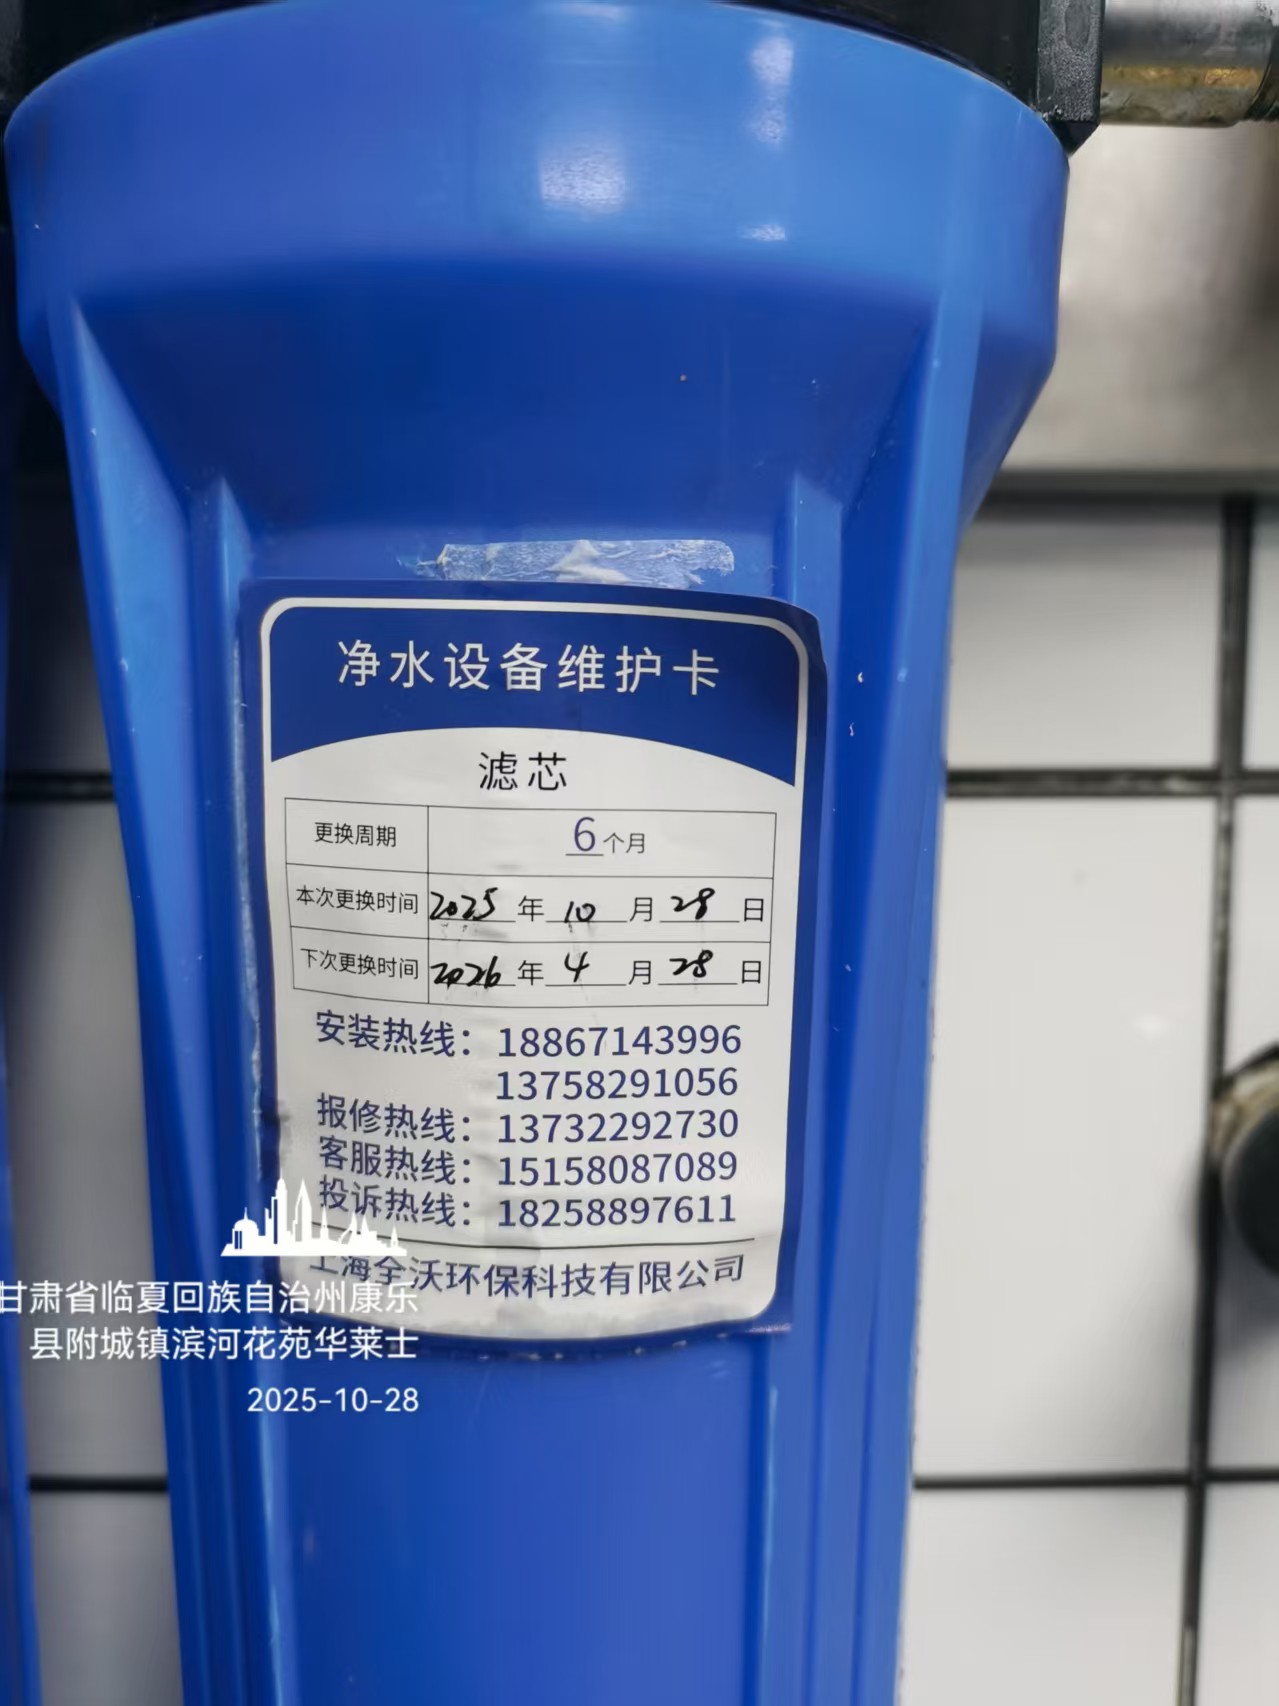 净水设备维护卡
滤芯
更换周期 6个月
本次更换时间 2025年10月28日
下次更换时间 2026年4月28日
安装热线：18867143996
13758291056
报修热线：13732292730
客服热线：15158087089
投诉热线：18258897611
上海全沃环保科技有限公司
甘肃省临夏回族自治州康乐
县附城镇滨河花苑华莱士
2025-10-28